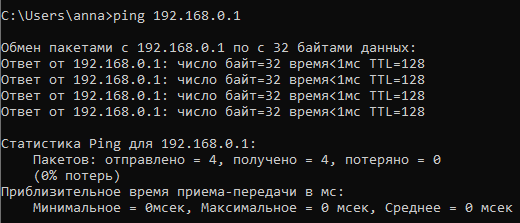 C:\Users\anna>ping 192.168.0.1
Обмен пакетами с 192.168.0.1 по с 32 байтами данных:
Ответ от 192.168.0.1: число байт=32 время<1мс TTL=128
Ответ от 192.168.0.1: число байт=32 время<1мс TTL=128
Ответ от 192.168.0.1: число байт=32 время<1мс TTL=128
Ответ от 192.168.0.1: число байт=32 время<1мс TTL=128
Статистика Ping для 192.168.0.1:
Пакетов: отправлено = 4, получено = 4, потеряно = 0
(0% потерь)
Приблизительное время приема-передачи в мс:
Минимальное = 0мсек, Максимальное = 0 мсек, Среднее = 0 мсек